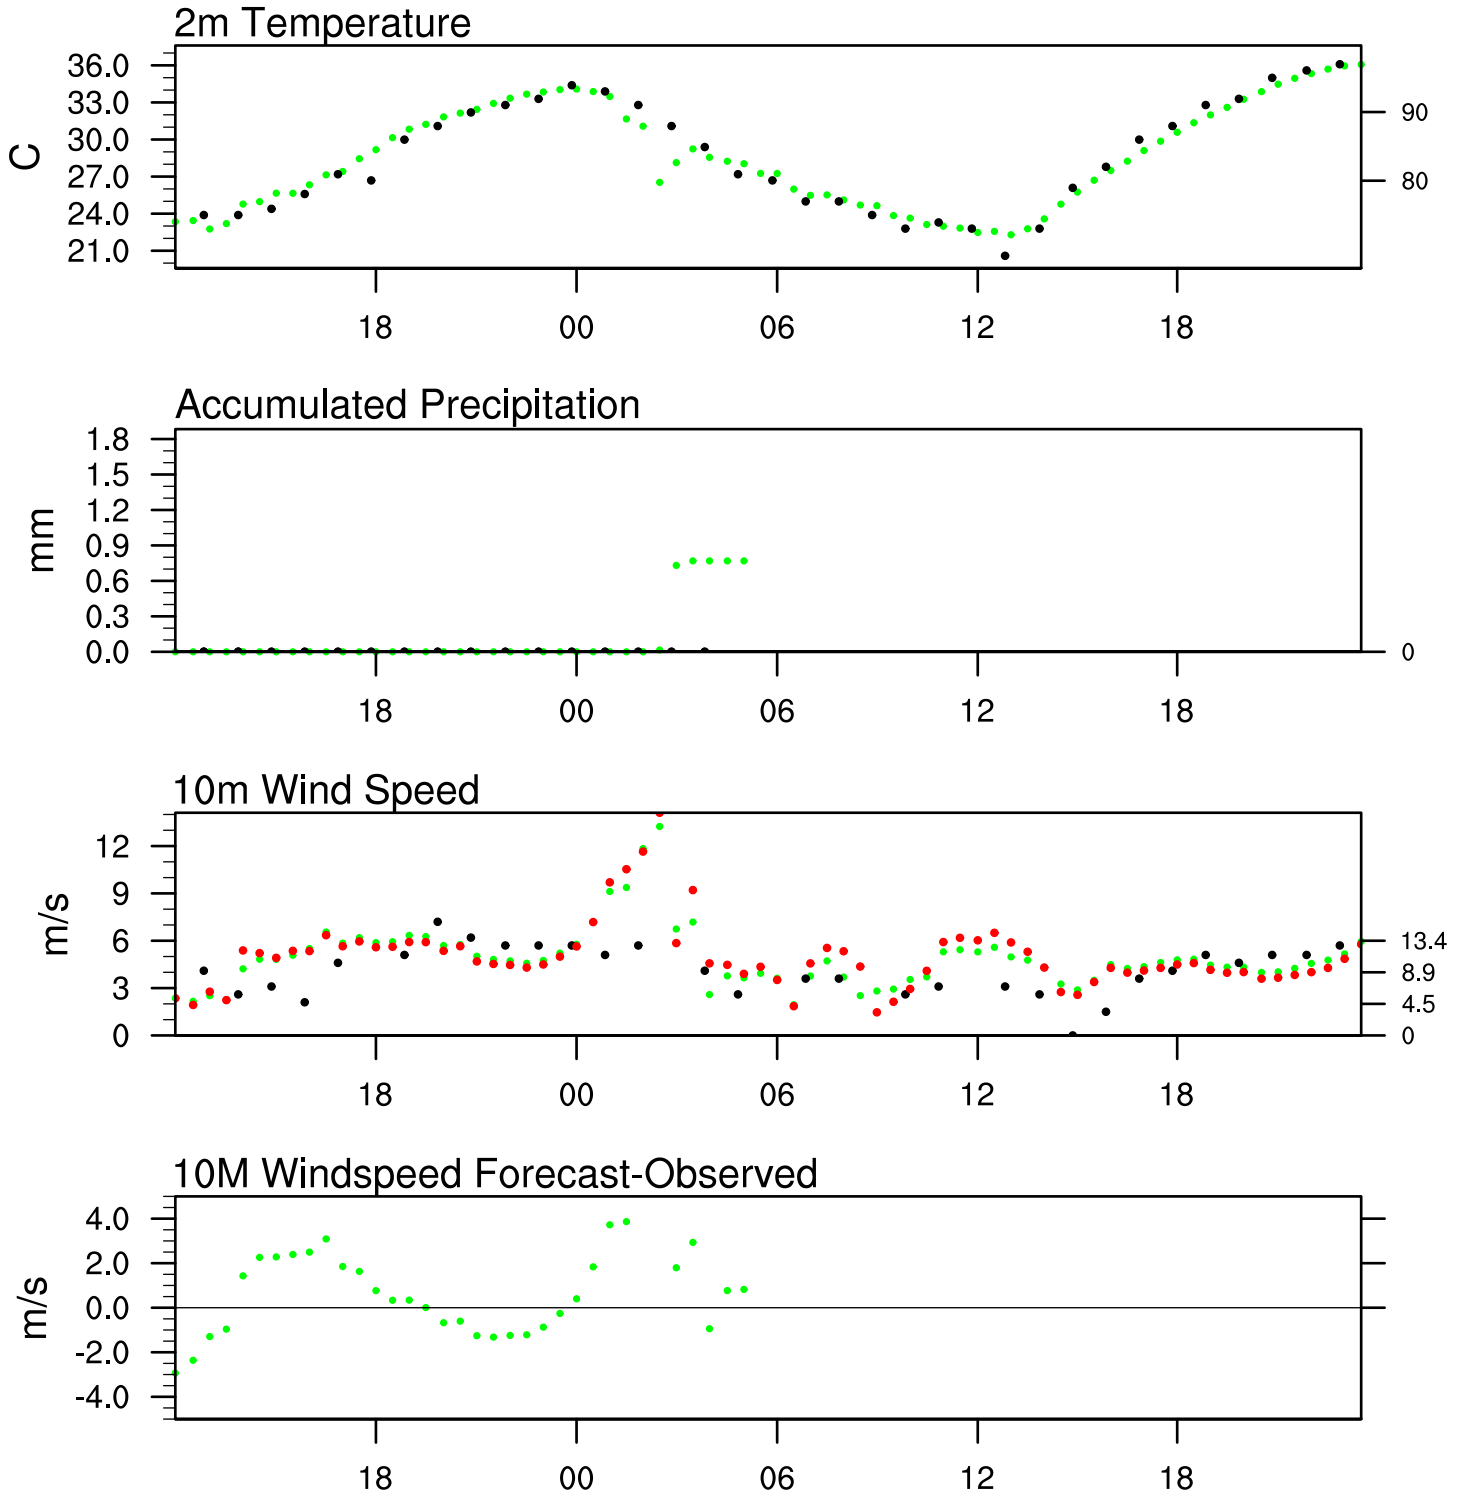 2m Temperature
36.0
33.0
30.0
27.0
24.0
21.0
C
90
80
18 00 06 12 18
Accumulated Precipitation
1.8
1.5
1.2
0.9
0.6
0.3
0.0
mm
0
18 00 06 12 18
10m Wind Speed
12
9
6
3
0
m/s
13.4
8.9
4.5
0
18 00 06 12 18
10M Windspeed Forecast-Observed
4.0
2.0
0.0
-2.0
-4.0
m/s
18 00 06 12 18